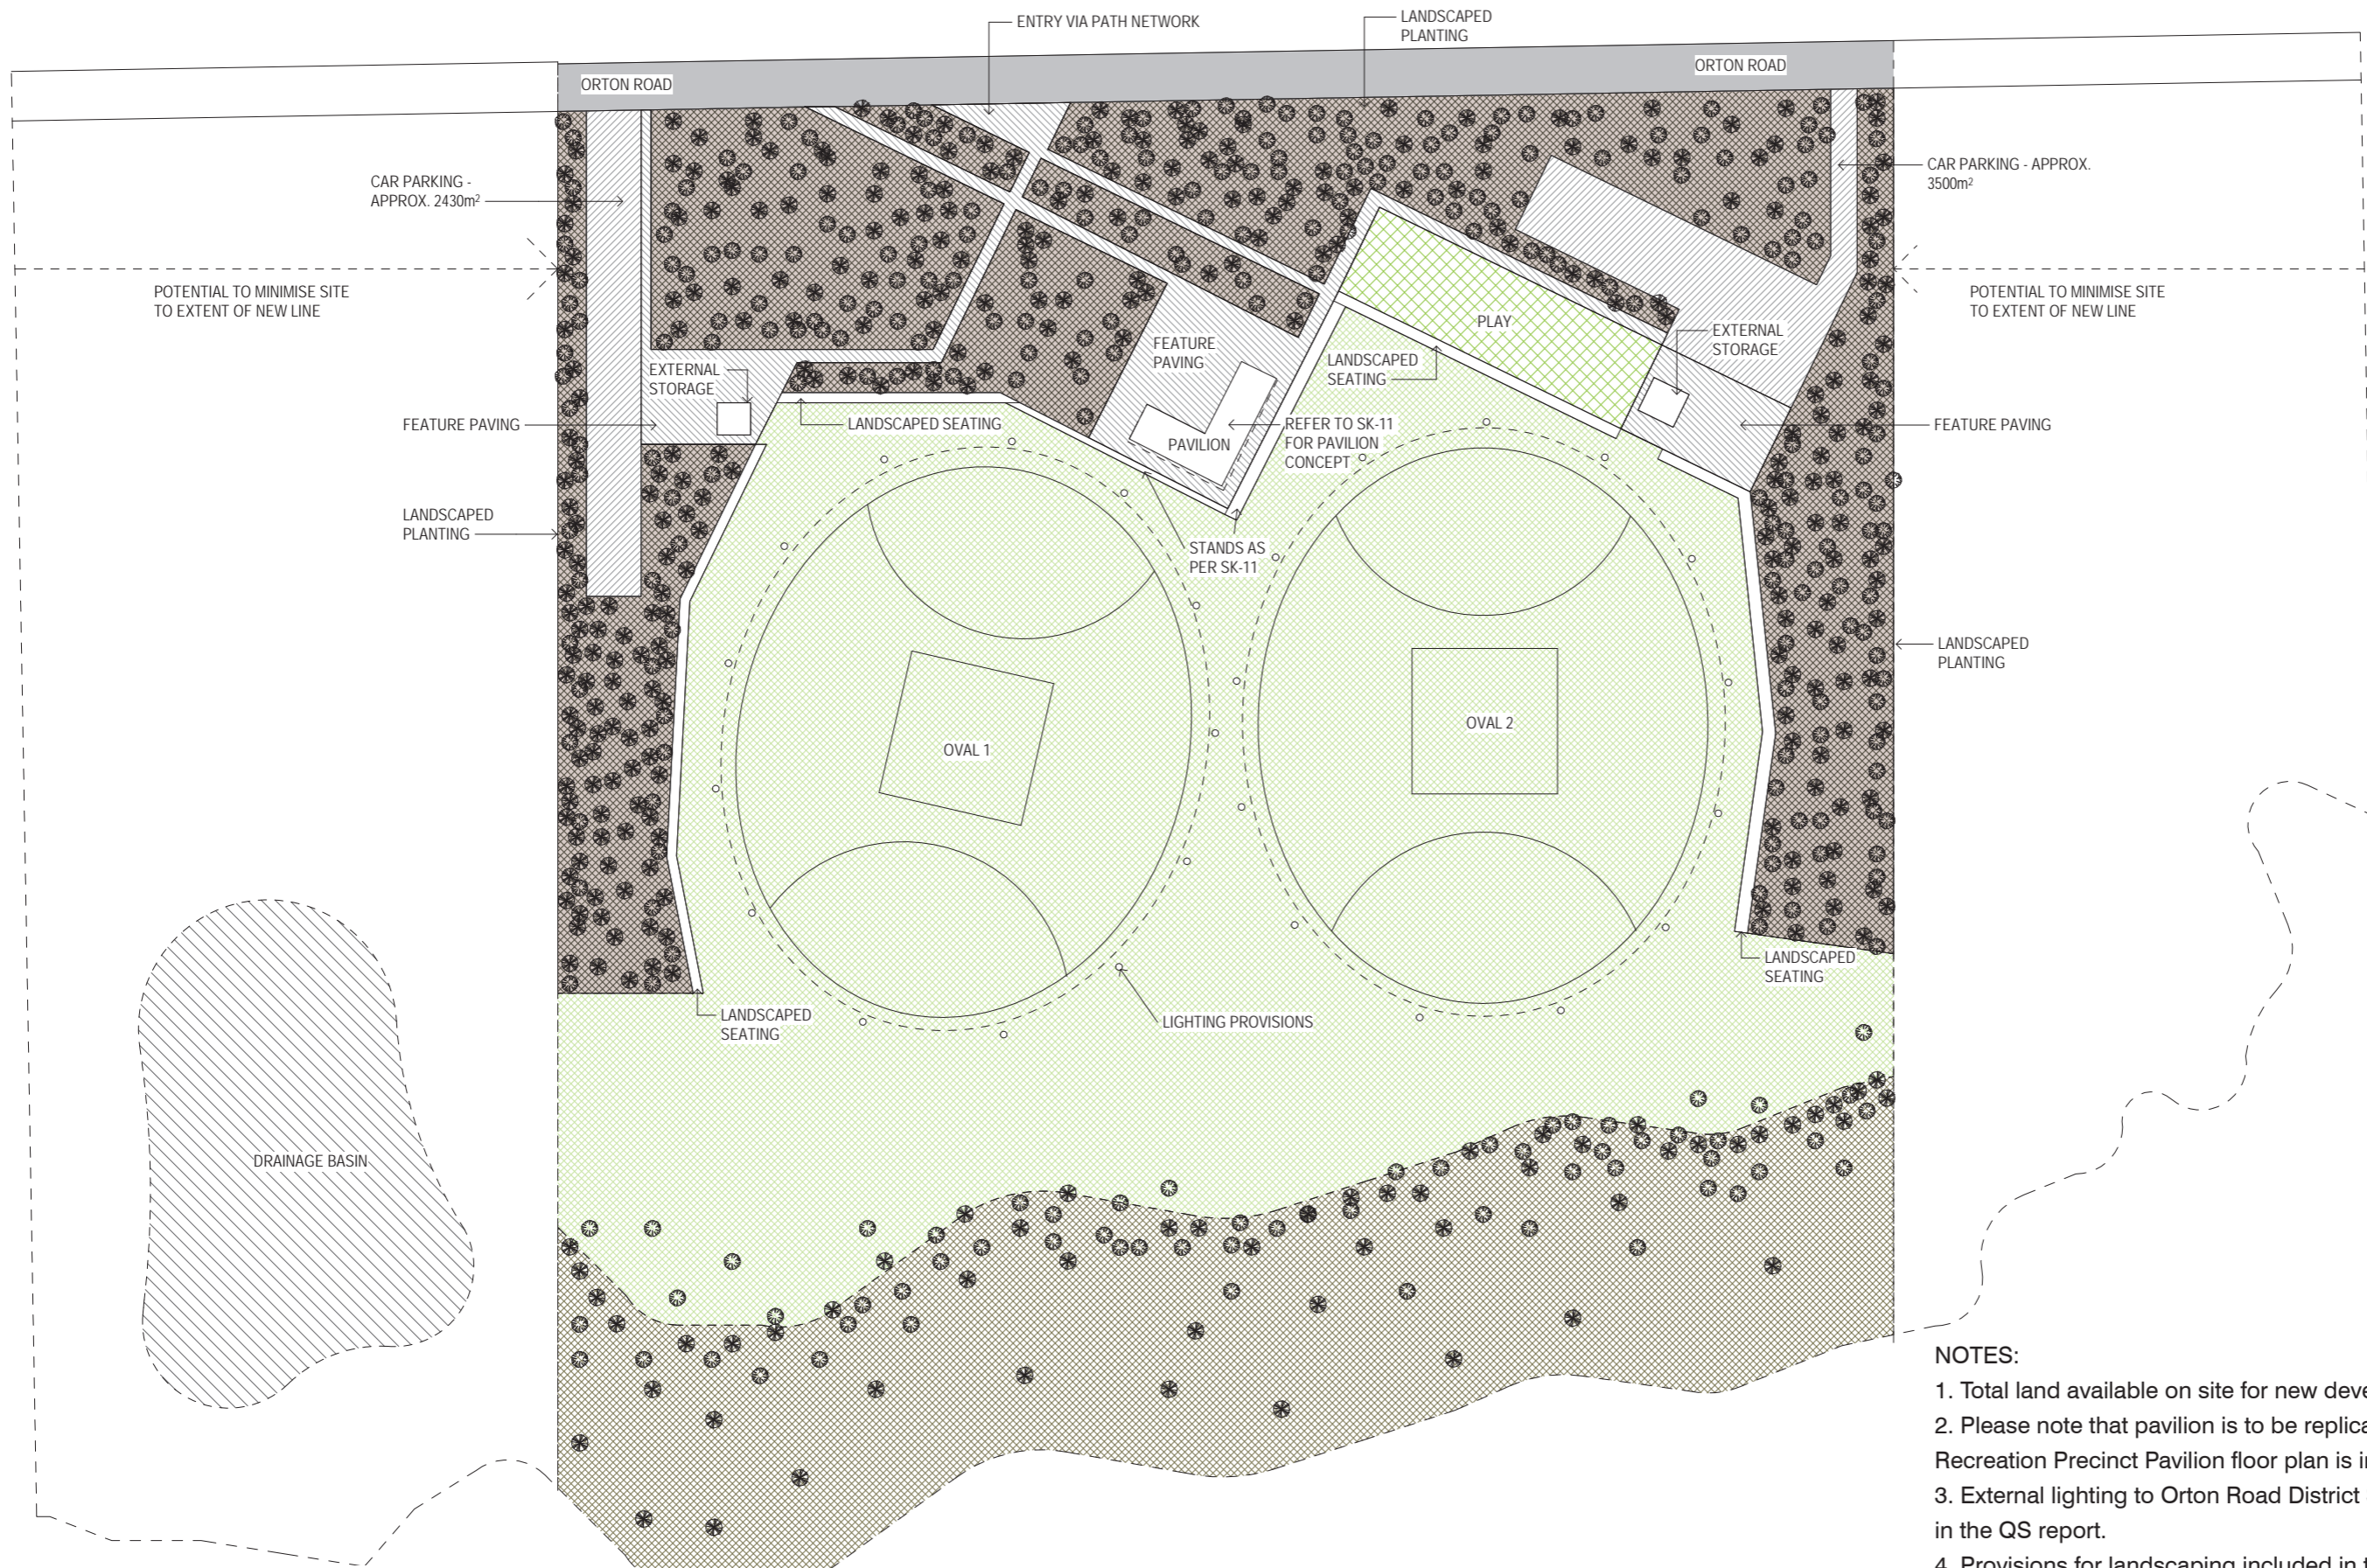 ENTRY VIA PATH NETWORK
LANDSCAPED
PLANTING
ORTON ROAD
ORTON ROAD
CAR PARKING -
APPROX. 2430m²
CAR PARKING - APPROX.
3500m²
POTENTIAL TO MINIMISE SITE
TO EXTENT OF NEW LINE
POTENTIAL TO MINIMISE SITE
TO EXTENT OF NEW LINE
PLAY
EXTERNAL
STORAGE
FEATURE
PAVING
LANDSCAPED
SEATING
EXTERNAL
STORAGE
FEATURE PAVING
LANDSCAPED SEATING
PAVILION
REFER TO SK-11
FOR PAVILION
CONCEPT
FEATURE PAVING
LANDSCAPED
PLANTING
STANDS AS
PER SK-11
LANDSCAPED
PLANTING
OVAL 1
OVAL 2
LANDSCAPED
SEATING
LANDSCAPED
SEATING
LIGHTING PROVISIONS
DRAINAGE BASIN
NOTES:
1. Total land available on site for new
2. Please note that pavilion is to be
Recreation Precinct Pavilion floor plan is
3. External lighting to Orton Road District
in the QS report.
4. Provisions for landscaping included in